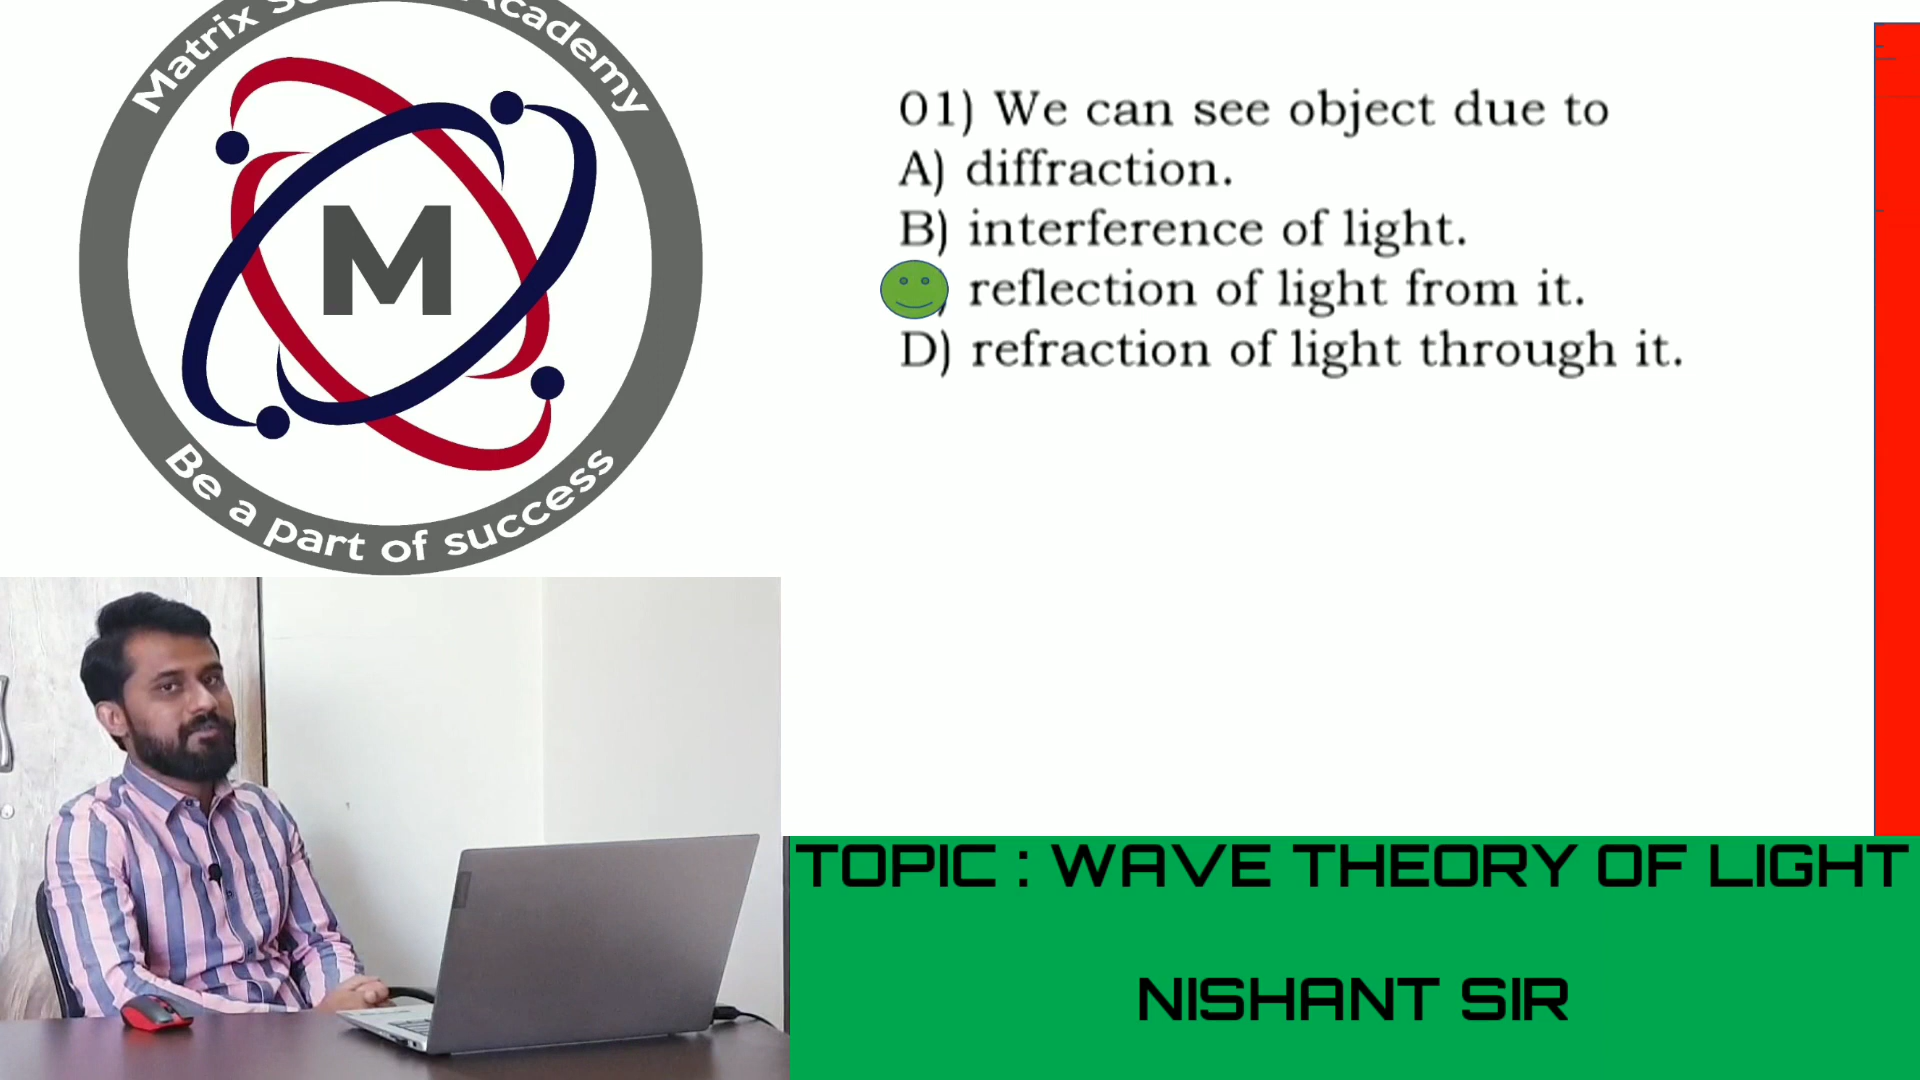 Matrix Academy
M
Be a part of success
01) We can see object due to
A) diffraction.
B) interference of light.
) reflection of light from it.
D) refraction of light through it.
TOPIC : WAVE THEORY OF LIGHT
NISHANT SIR